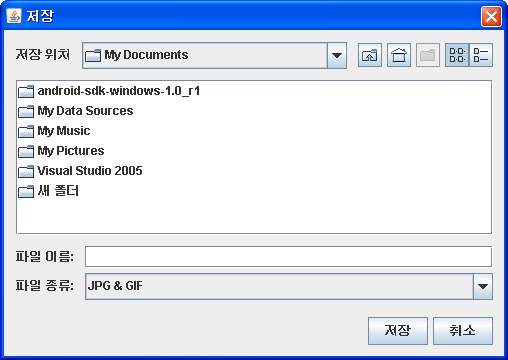 저장
저장 위치 My Documents
android-sdk-windows-1.0_r1
My Data Sources
My Music
My Pictures
Visual Studio 2005
새 폴더
파일 이름:
파일 종류: JPG & GIF
저장 취소